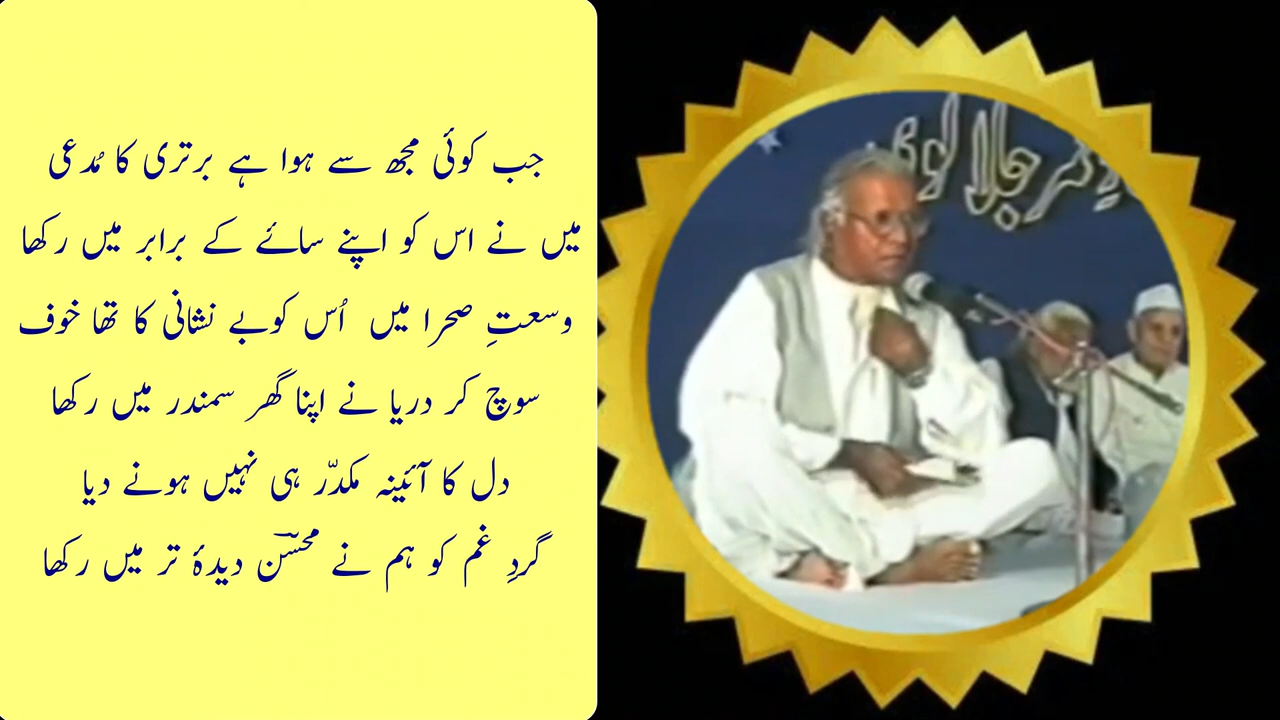 جب کوئی مجھ سے ہوا ہے برتری کا مُدعی
میں نے اس کو اپنے سائے کے برابر میں رکھا
وسعتِ صحرا میں اُس کوبے نشانی کا تھا خوف
سوچ کر دریا نے اپنا گھر سمندر میں رکھا
دل کا آئینہ مکدّر ہی نہیں ہونے دیا
گردِ غم کو ہم نے محسؔن دیدۂ تر میں رکھا
جلالوی